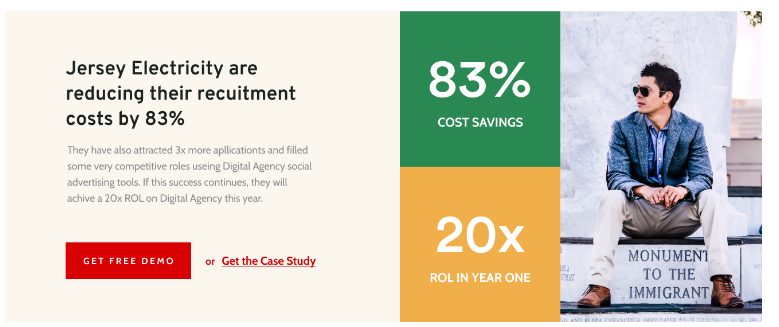 Jersey Electricity are
reducing their recuitment
costs by 83%
They have also attracted 3x more apllicationts and filled
some very competitive roles useing Digital Agency social
advertising tools. If this success continues, they will
achive a 20x ROL on Digital Agency this year.
GET FREE DEMO or Get the Case Study
83%
COST SAVINGS
20x
ROL IN YEAR ONE
MONUMENT
TO THE
IMMIGRANT